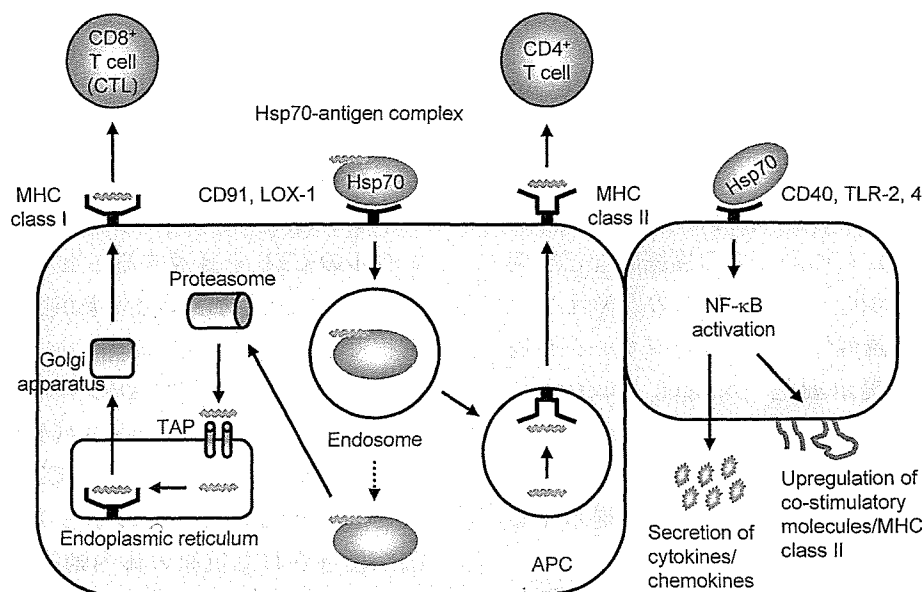 CD8+
T cell
(CTL)
CD4+
T cell
Hsp70-antigen complex
MHC
class I
CD91, LOX-1
Hsp70
MHC
class II
Hsp70
CD40, TLR-2, 4
Proteasome
NF-κB
activation
Golgi
apparatus
TAP
Endosome
Endoplasmic reticulum
APC
Secretion of
cytokines/
chemokines
Upregulation of
co-stimulatory
molecules/MHC
class II